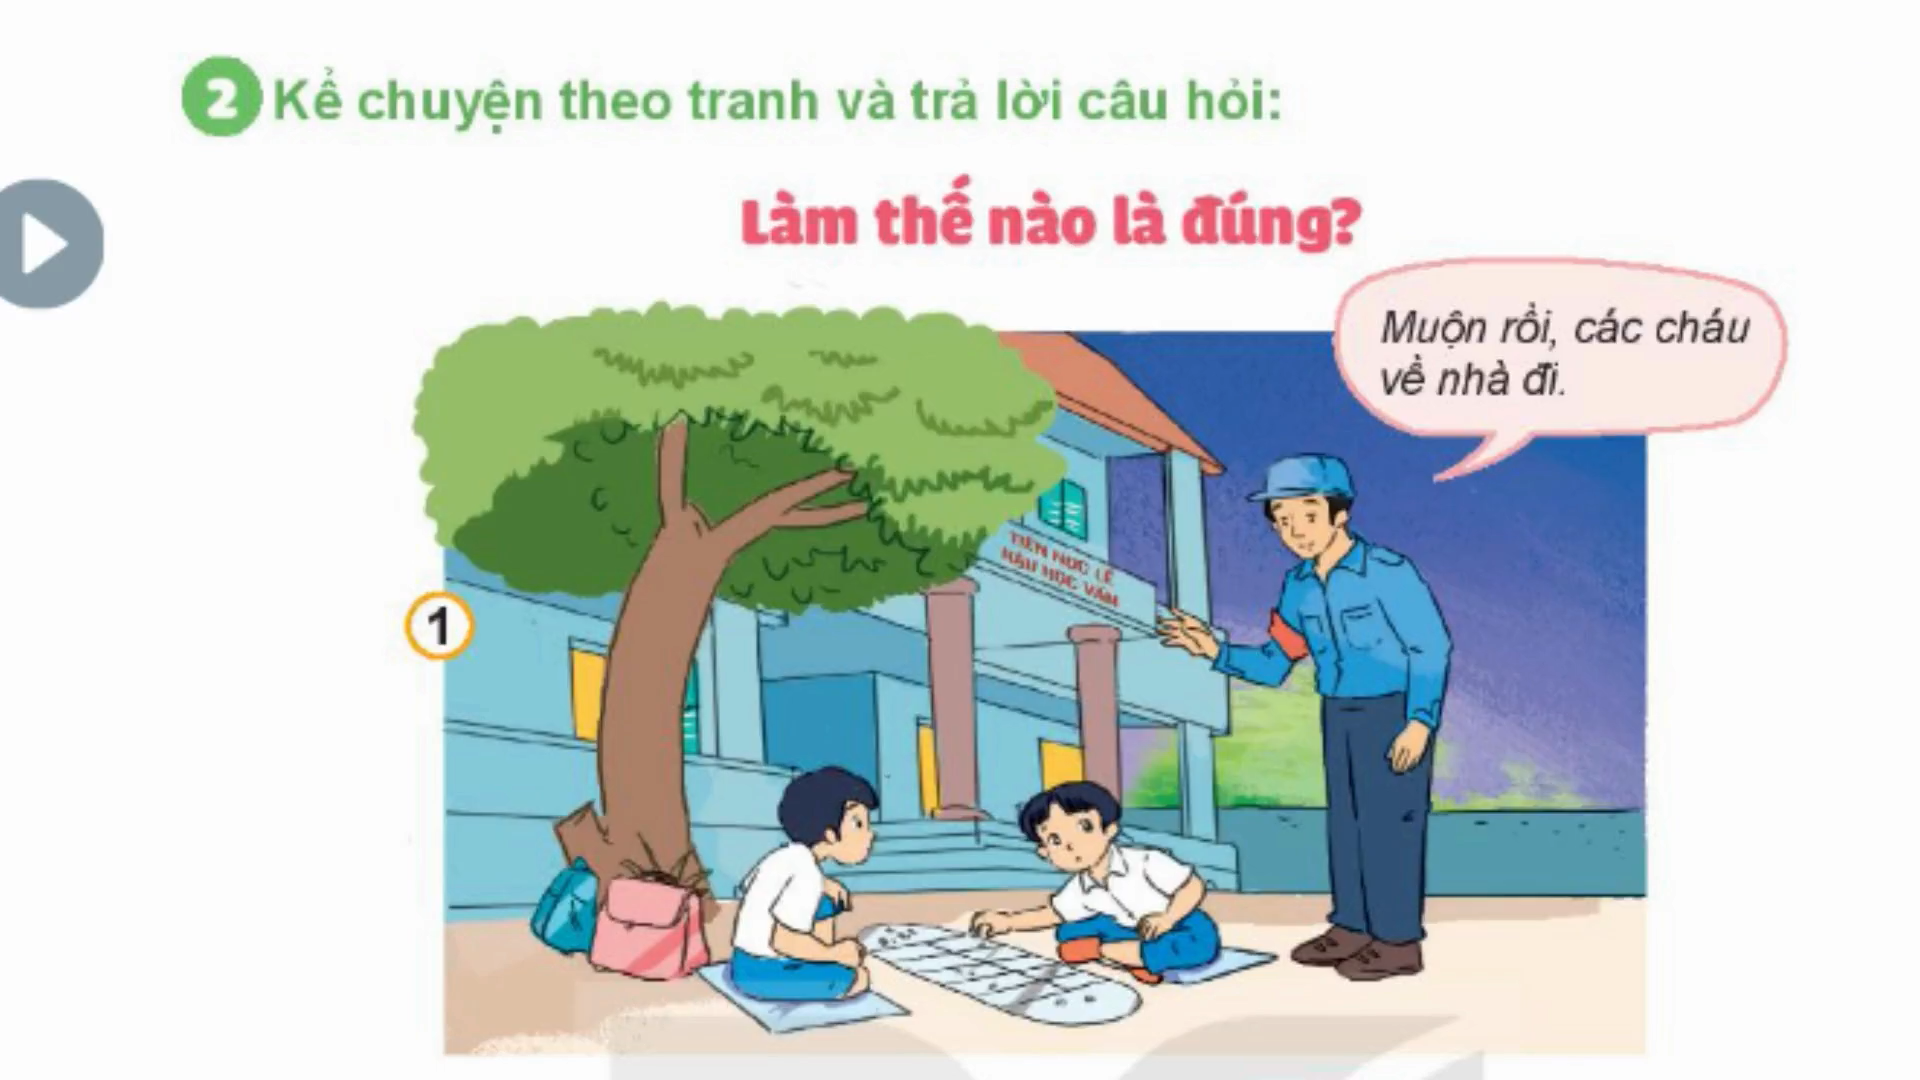 2 Kể chuyện theo tranh và trả lời câu hỏi:
Làm thế nào là đúng?
Muộn rồi, các cháu
về nhà đi.
TIÊN HỌC LỄ
HẬU HỌC VĂN
1